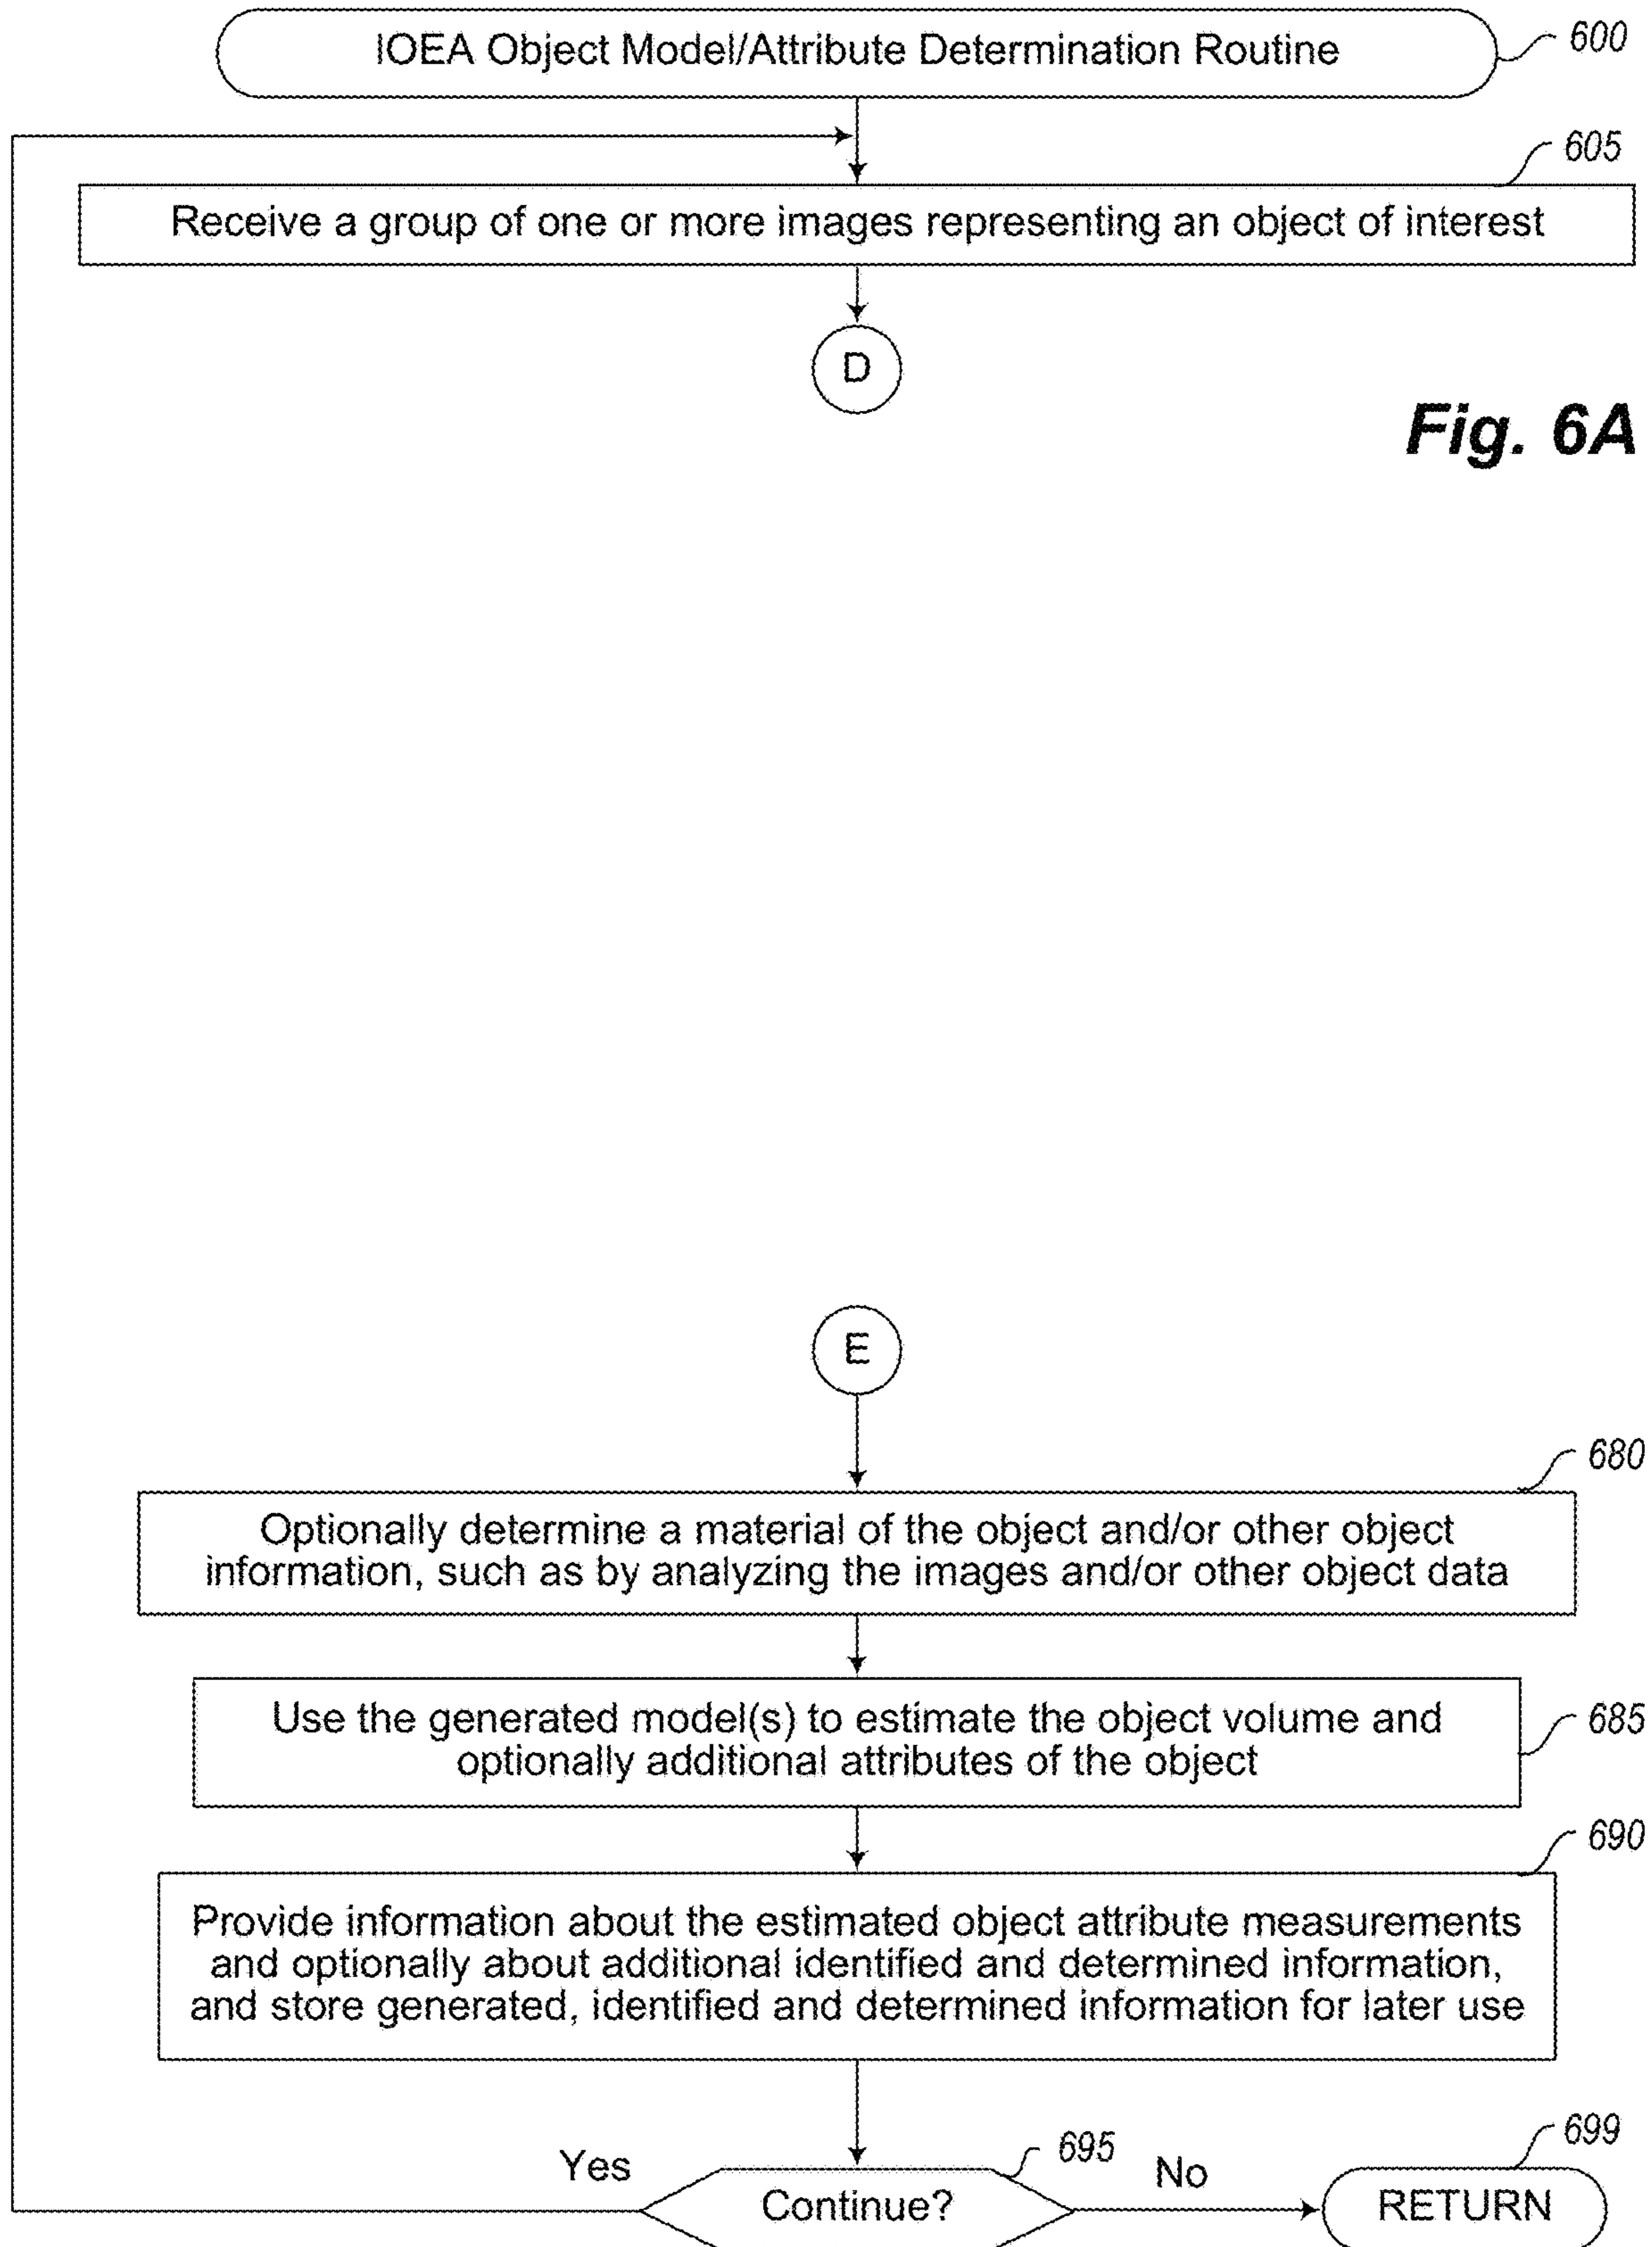 IOEA Object Model/Attribute Determination Routine
600
605
Receive a group of one or more images representing an object of interest
D
Fig. 6A
E
680
Optionally determine a material of the object and/or other object
information, such as by analyzing the images and/or other object data
Use the generated model(s) to estimate the object volume and
optionally additional attributes of the object
685
690
Provide information about the estimated object attribute measurements
and optionally about additional identified and determined information,
and store generated, identified and determined information for later use
Yes
695
No
699
Continue?
RETURN